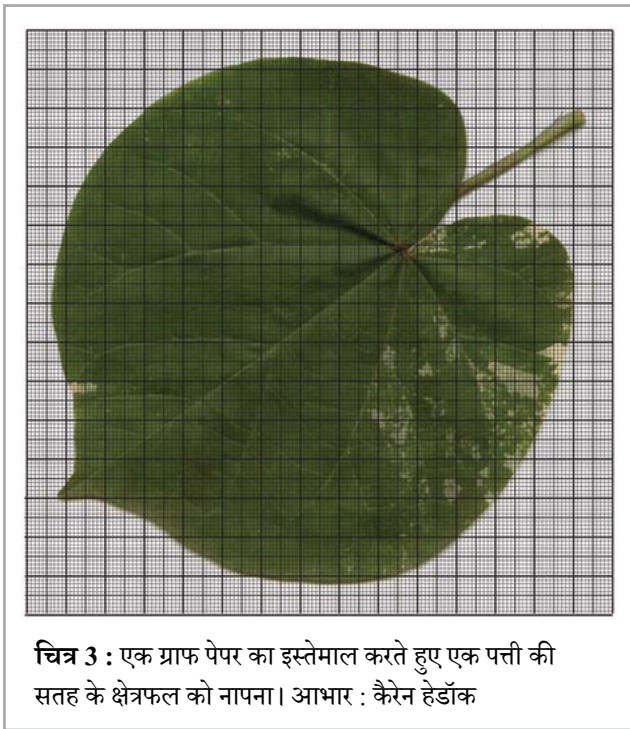 चित्र 3 : एक ग्राफ पेपर का इस्तेमाल करते हुए एक पत्ती की
सतह के क्षेत्रफल को नापना। आभार : कैरेन हेडॉक